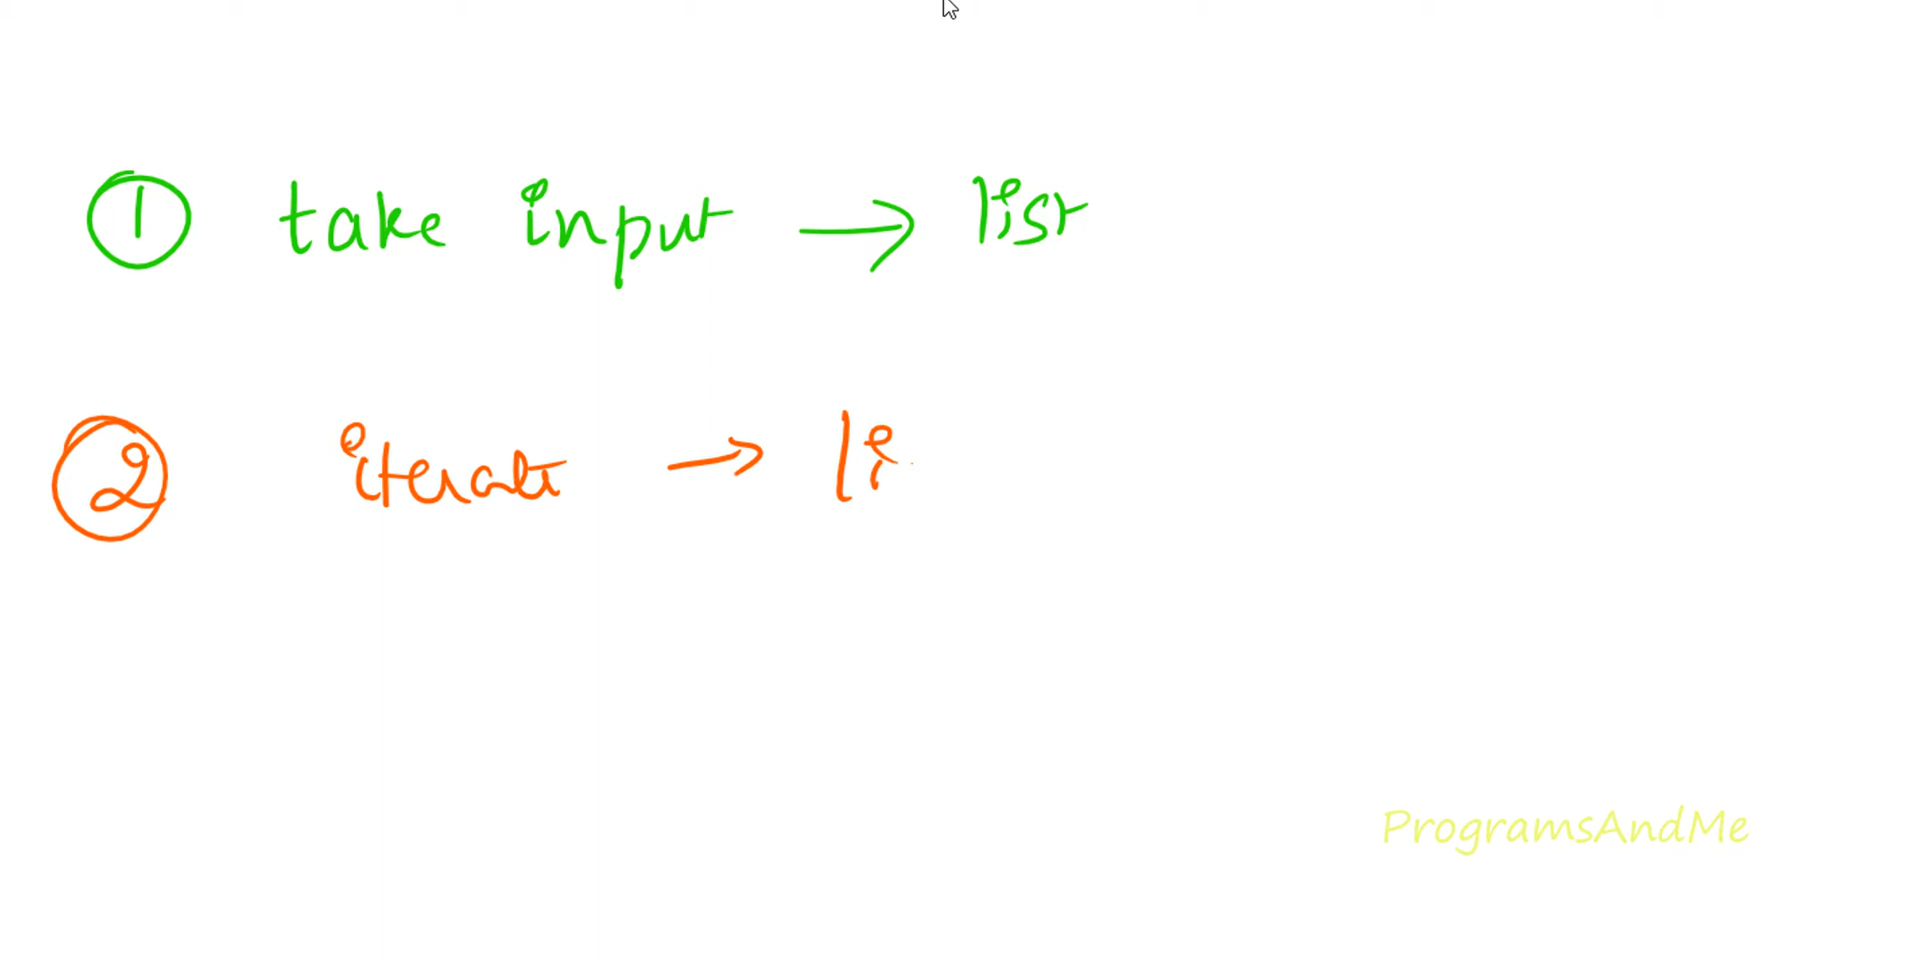 ① take input → list
② iterate → li
ProgramsAndMe